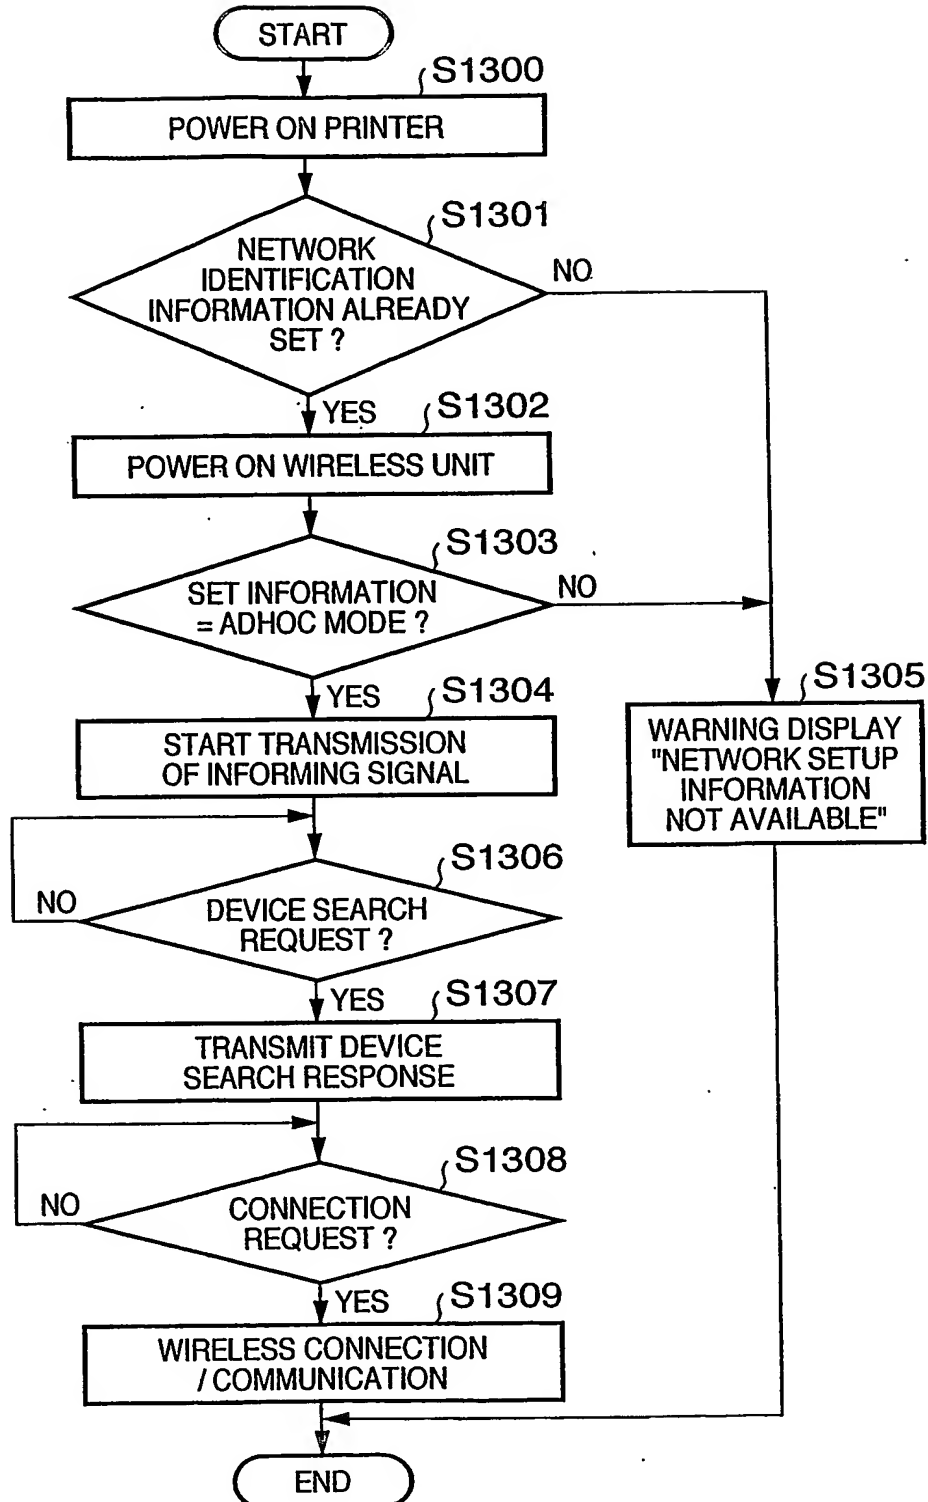 START
S1300
POWER ON PRINTER
S1301
NETWORK
IDENTIFICATION
INFORMATION ALREADY
SET ?
NO
YES
S1302
POWER ON WIRELESS UNIT
S1303
SET INFORMATION
= ADHOC MODE ?
NO
YES
S1304
START TRANSMISSION
OF INFORMING SIGNAL
S1305
WARNING DISPLAY
"NETWORK SETUP
INFORMATION
NOT AVAILABLE"
S1306
DEVICE SEARCH
REQUEST ?
NO
YES
S1307
TRANSMIT DEVICE
SEARCH RESPONSE
S1308
CONNECTION
REQUEST ?
NO
YES
S1309
WIRELESS CONNECTION
/ COMMUNICATION
END